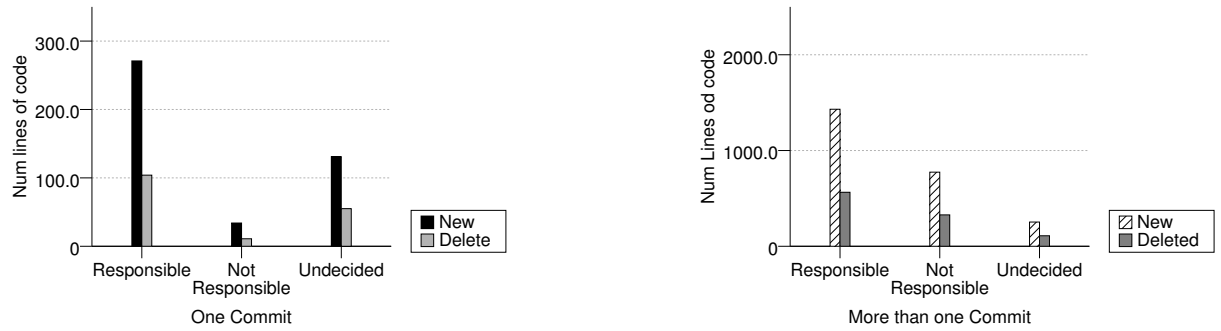 300.0
200.0
100.0
0
Num lines of code
Responsible
Not
Responsible
Undecided
One Commit
New
Delete
2000.0
1000.0
0
Num Lines od code
Responsible
Not
Responsible
Undecided
More than one Commit
New
Deleted